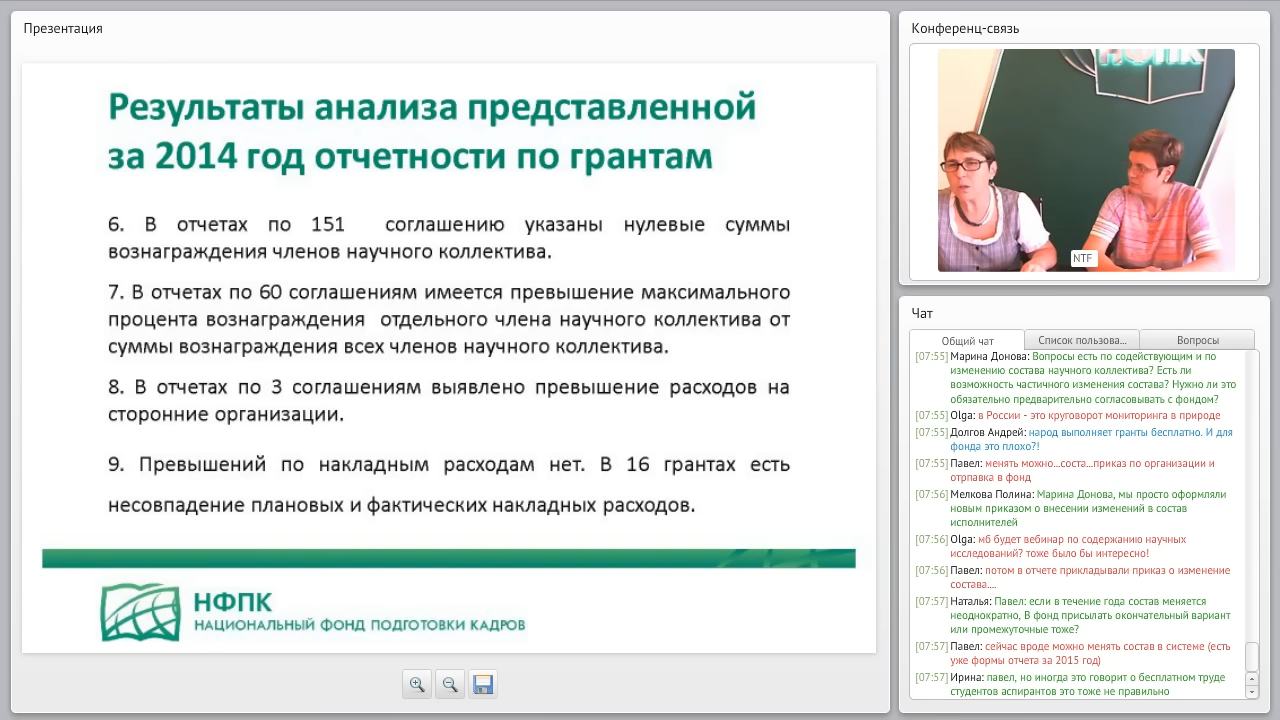 Презентация
Результаты анализа представленной
за 2014 год отчетности по грантам
6. В отчетах по 151 соглашению указаны нулевые суммы
вознаграждения членов научного коллектива.
7. В отчетах по 60 соглашениям имеется превышение максимального
процента вознаграждения отдельного члена научного коллектива от
суммы вознаграждения всех членов научного коллектива.
8. В отчетах по 3 соглашениям выявлено превышение расходов на
сторонние организации.
9. Превышений по накладным расходам нет. В 16 грантах есть
несовпадение плановых и фактических накладных расходов.
НФПК
НАЦИОНАЛЬНЫЙ ФОНД ПОДГОТОВКИ КАДРОВ
Конференц-связь
НФПК
NTF
Чат
Общий чат
Список пользова...
Вопросы
[07:55] Марина Донова: Вопросы есть по содействующим и по
изменению состава научного коллектива? Есть ли
возможность частичного изменения состава? Нужно ли это
обязательно предварительно согласовывать с фондом?
[07:55] Olga: в России - это круговорот мониторинга в природе
[07:55] Долгов Андрей: народ выполняет гранты бесплатно. И для
фонда это плохо?!
[07:55] Павел: менять можно...соста...приказ по организации и
отрпавка в фонд
[07:56] Мелкова Полина: Марина Донова, мы просто оформляли
новым приказом о внесении изменений в состав
исполнителей
[07:56] Olga: мб будет вебинар по содержанию научных
исследований? тоже было бы интересно!
[07:56] Павел: потом в отчете прикладывали приказ о изменение
состава....
[07:57] Наталья: Павел: если в течение года состав меняется
неоднократно, В фонд присылать окончательный вариант
или промежуточные тоже?
[07:57] Павел: сейчас вроде можно менять состав в системе (есть
уже формы отчета за 2015 год)
[07:57] Ирина: павел, но иногда это говорит о бесплатном труде
студентов аспирантов это тоже не правильно